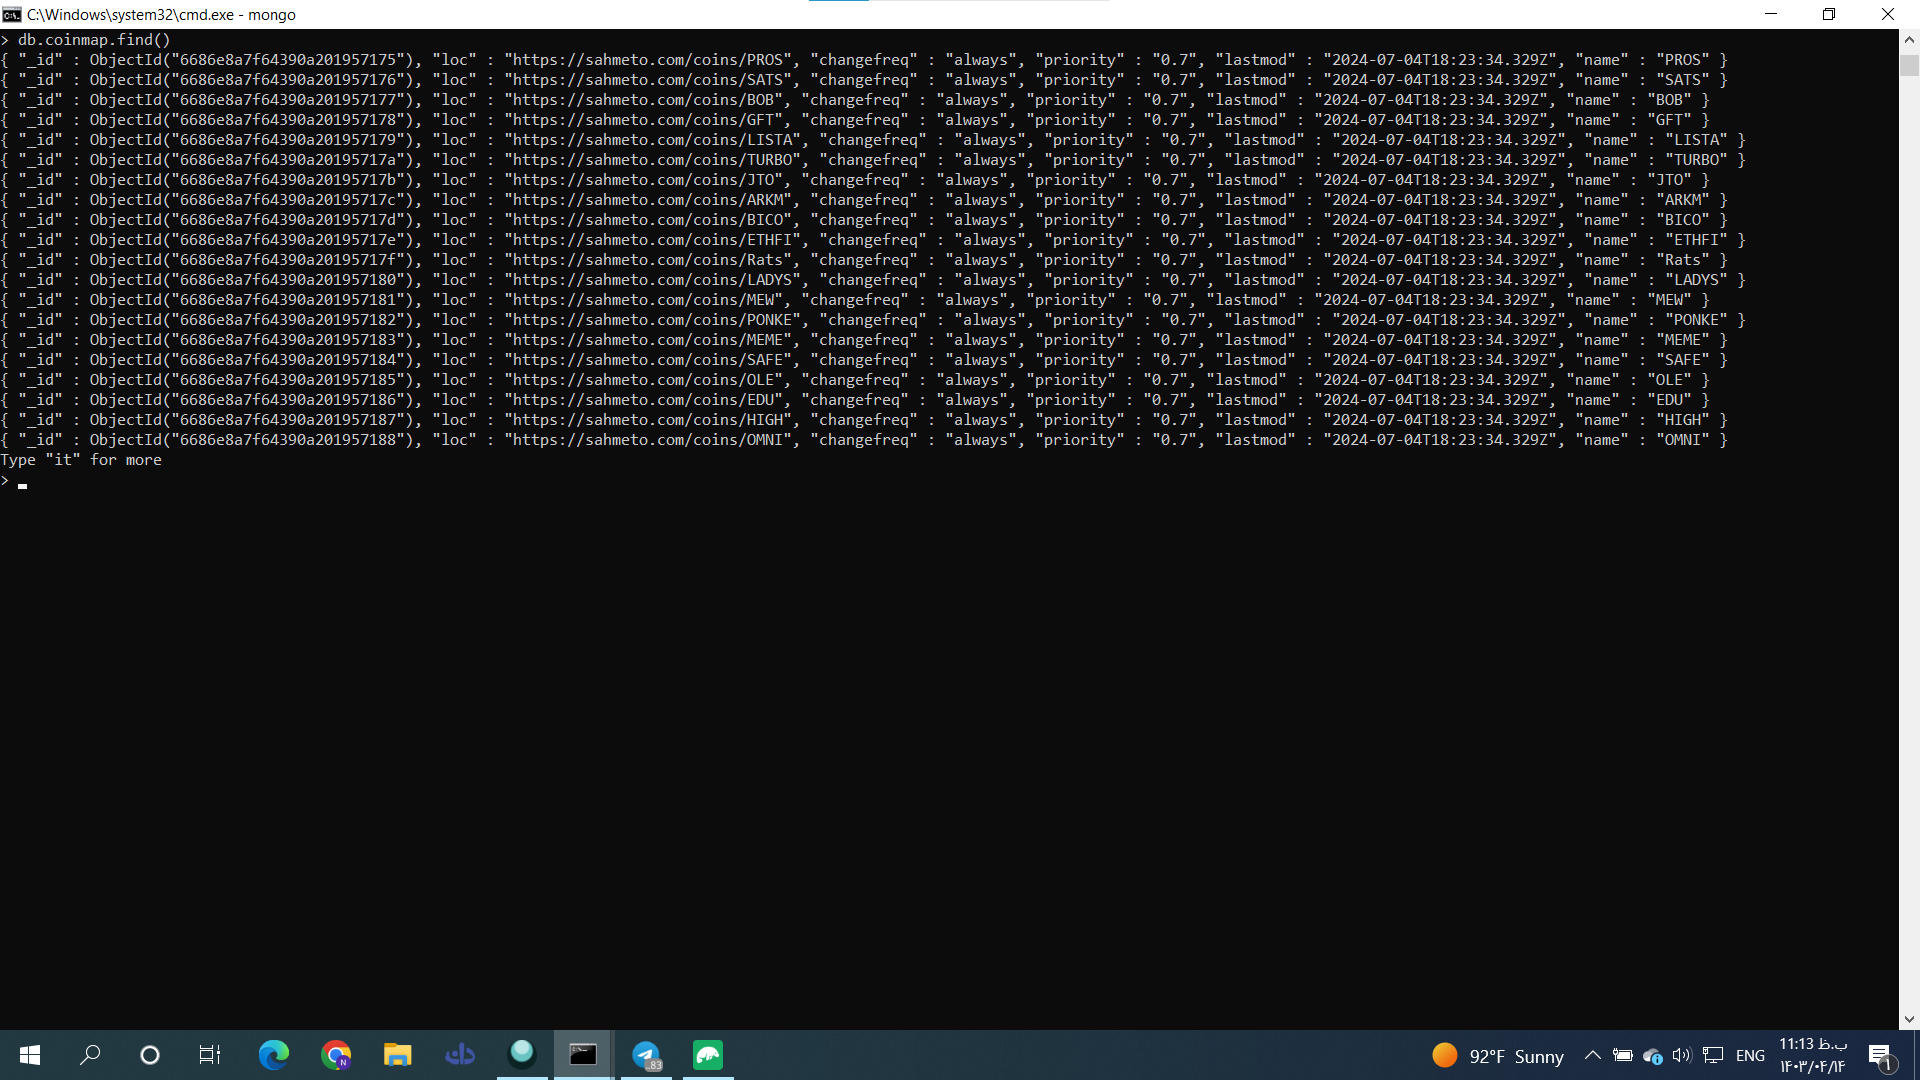 C:\Windows\system32\cmd.exe - mongo
> db.coinmap.find()
{ "_id" : ObjectId("6686e8a7f64390a201957175"), "loc" : "https://sahmeto.com/coins/PROS", "changefreq" : "always", "priority" : "0.7", "lastmod" : "2024-07-04T18:23:34.329Z", "name" : "PROS" }
{ "_id" : ObjectId("6686e8a7f64390a201957176"), "loc" : "https://sahmeto.com/coins/SATS", "changefreq" : "always", "priority" : "0.7", "lastmod" : "2024-07-04T18:23:34.329Z", "name" : "SATS" }
{ "_id" : ObjectId("6686e8a7f64390a201957177"), "loc" : "https://sahmeto.com/coins/BOB", "changefreq" : "always", "priority" : "0.7", "lastmod" : "2024-07-04T18:23:34.329Z", "name" : "BOB" }
{ "_id" : ObjectId("6686e8a7f64390a201957178"), "loc" : "https://sahmeto.com/coins/GFT", "changefreq" : "always", "priority" : "0.7", "lastmod" : "2024-07-04T18:23:34.329Z", "name" : "GFT" }
{ "_id" : ObjectId("6686e8a7f64390a201957179"), "loc" : "https://sahmeto.com/coins/LISTA", "changefreq" : "always", "priority" : "0.7", "lastmod" : "2024-07-04T18:23:34.329Z", "name" : "LISTA" }
{ "_id" : ObjectId("6686e8a7f64390a20195717a"), "loc" : "https://sahmeto.com/coins/TURBO", "changefreq" : "always", "priority" : "0.7", "lastmod" : "2024-07-04T18:23:34.329Z", "name" : "TURBO" }
{ "_id" : ObjectId("6686e8a7f64390a20195717b"), "loc" : "https://sahmeto.com/coins/JTO", "changefreq" : "always", "priority" : "0.7", "lastmod" : "2024-07-04T18:23:34.329Z", "name" : "JTO" }
{ "_id" : ObjectId("6686e8a7f64390a20195717c"), "loc" : "https://sahmeto.com/coins/ARKM", "changefreq" : "always", "priority" : "0.7", "lastmod" : "2024-07-04T18:23:34.329Z", "name" : "ARKM" }
{ "_id" : ObjectId("6686e8a7f64390a20195717d"), "loc" : "https://sahmeto.com/coins/BICO", "changefreq" : "always", "priority" : "0.7", "lastmod" : "2024-07-04T18:23:34.329Z", "name" : "BICO" }
{ "_id" : ObjectId("6686e8a7f64390a20195717e"), "loc" : "https://sahmeto.com/coins/ETHFI", "changefreq" : "always", "priority" : "0.7", "lastmod" : "2024-07-04T18:23:34.329Z", "name" : "ETHFI" }
{ "_id" : ObjectId("6686e8a7f64390a20195717f"), "loc" : "https://sahmeto.com/coins/Rats", "changefreq" : "always", "priority" : "0.7", "lastmod" : "2024-07-04T18:23:34.329Z", "name" : "Rats" }
{ "_id" : ObjectId("6686e8a7f64390a201957180"), "loc" : "https://sahmeto.com/coins/LADYS", "changefreq" : "always", "priority" : "0.7", "lastmod" : "2024-07-04T18:23:34.329Z", "name" : "LADYS" }
{ "_id" : ObjectId("6686e8a7f64390a201957181"), "loc" : "https://sahmeto.com/coins/MEW", "changefreq" : "always", "priority" : "0.7", "lastmod" : "2024-07-04T18:23:34.329Z", "name" : "MEW" }
{ "_id" : ObjectId("6686e8a7f64390a201957182"), "loc" : "https://sahmeto.com/coins/PONKE", "changefreq" : "always", "priority" : "0.7", "lastmod" : "2024-07-04T18:23:34.329Z", "name" : "PONKE" }
{ "_id" : ObjectId("6686e8a7f64390a201957183"), "loc" : "https://sahmeto.com/coins/MEME", "changefreq" : "always", "priority" : "0.7", "lastmod" : "2024-07-04T18:23:34.329Z", "name" : "MEME" }
{ "_id" : ObjectId("6686e8a7f64390a201957184"), "loc" : "https://sahmeto.com/coins/SAFE", "changefreq" : "always", "priority" : "0.7", "lastmod" : "2024-07-04T18:23:34.329Z", "name" : "SAFE" }
{ "_id" : ObjectId("6686e8a7f64390a201957185"), "loc" : "https://sahmeto.com/coins/OLE", "changefreq" : "always", "priority" : "0.7", "lastmod" : "2024-07-04T18:23:34.329Z", "name" : "OLE" }
{ "_id" : ObjectId("6686e8a7f64390a201957186"), "loc" : "https://sahmeto.com/coins/EDU", "changefreq" : "always", "priority" : "0.7", "lastmod" : "2024-07-04T18:23:34.329Z", "name" : "EDU" }
{ "_id" : ObjectId("6686e8a7f64390a201957187"), "loc" : "https://sahmeto.com/coins/HIGH", "changefreq" : "always", "priority" : "0.7", "lastmod" : "2024-07-04T18:23:34.329Z", "name" : "HIGH" }
{ "_id" : ObjectId("6686e8a7f64390a201957188"), "loc" : "https://sahmeto.com/coins/OMNI", "changefreq" : "always", "priority" : "0.7", "lastmod" : "2024-07-04T18:23:34.329Z", "name" : "OMNI" }
Type "it" for more
>
83
92°F Sunny
ENG
11:13 ب.ظ
۱۴۰۳/۰۴/۱۴
۱